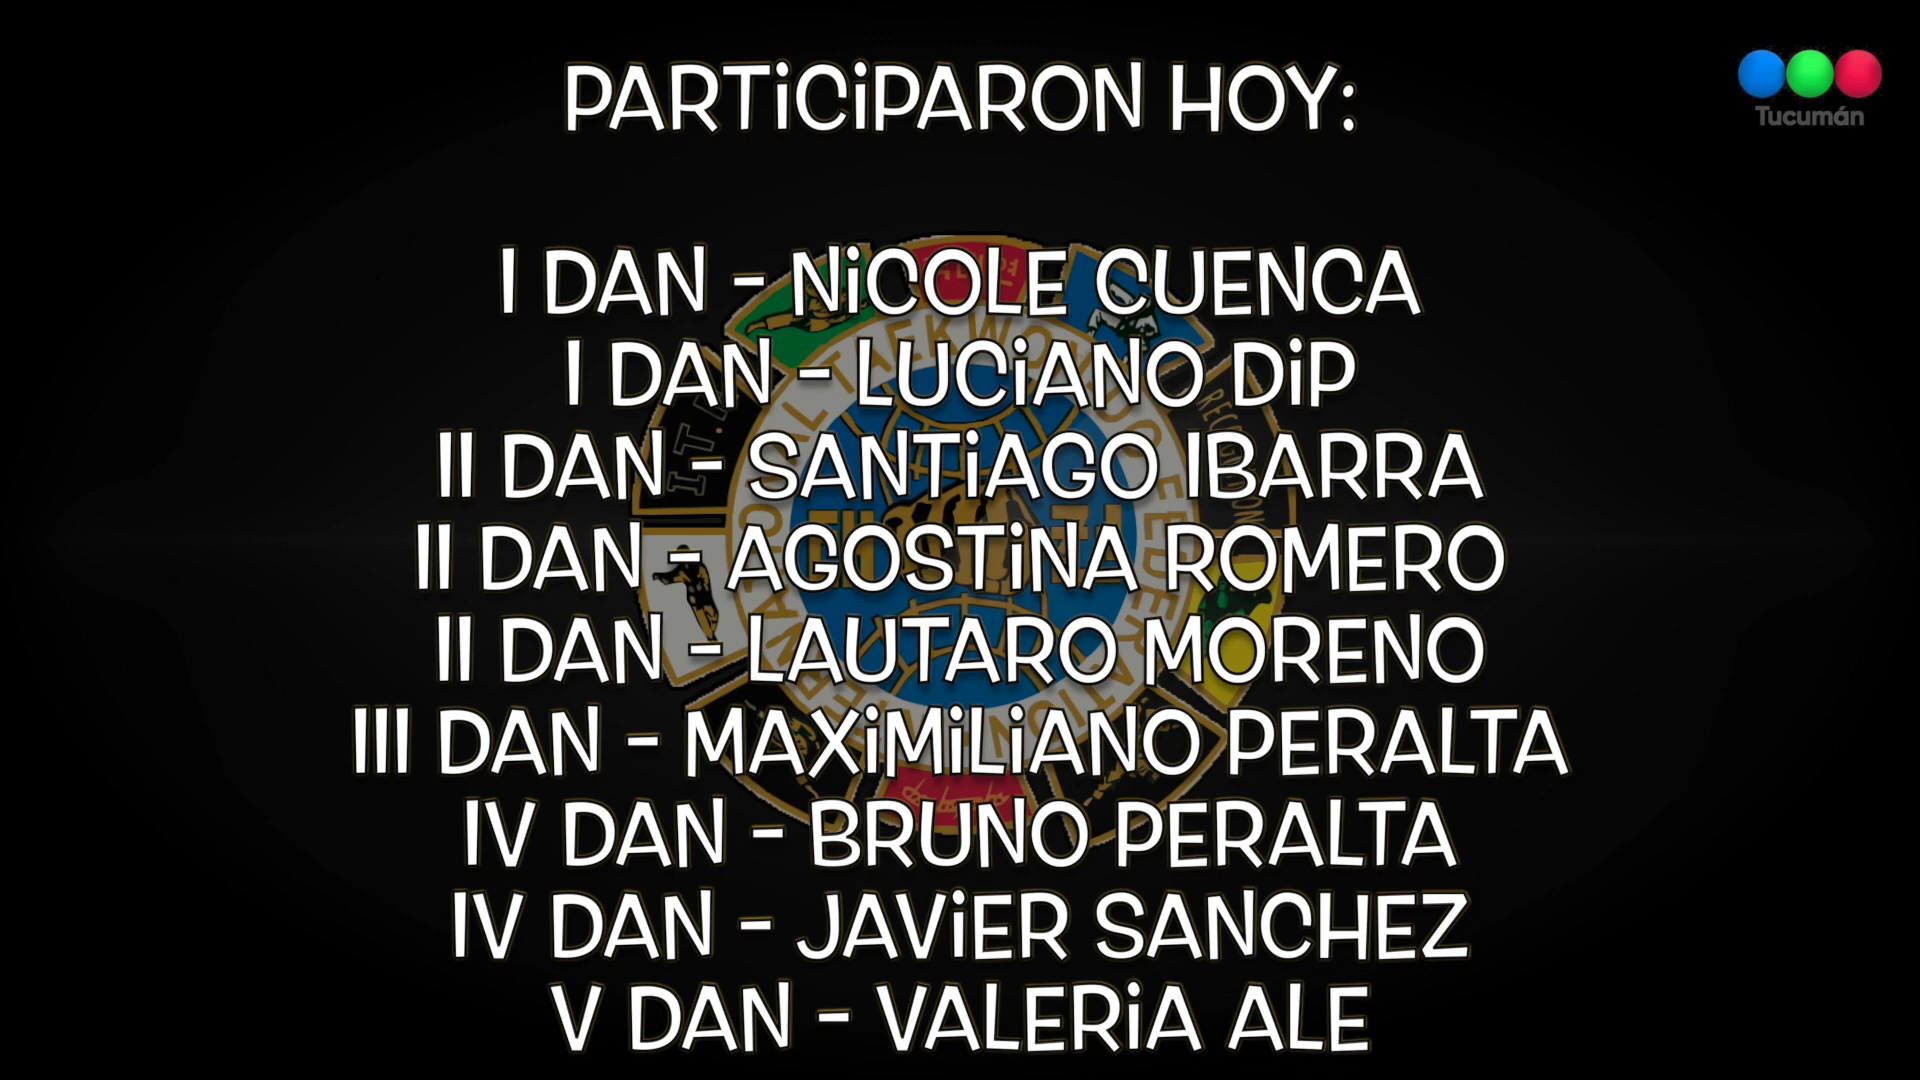 PARTICIPARON HOY:
Tucumán
I DAN - NICOLE CUENCA
I DAN - LUCIANO DIP
II DAN - SANTIAGO IBARRA
II DAN - AGOSTINA ROMERO
II DAN - LAUTARO MORENO
III DAN - MAXIMILIANO PERALTA
IV DAN - BRUNO PERALTA
IV DAN - JAVIER SANCHEZ
V DAN - VALERIA ALE